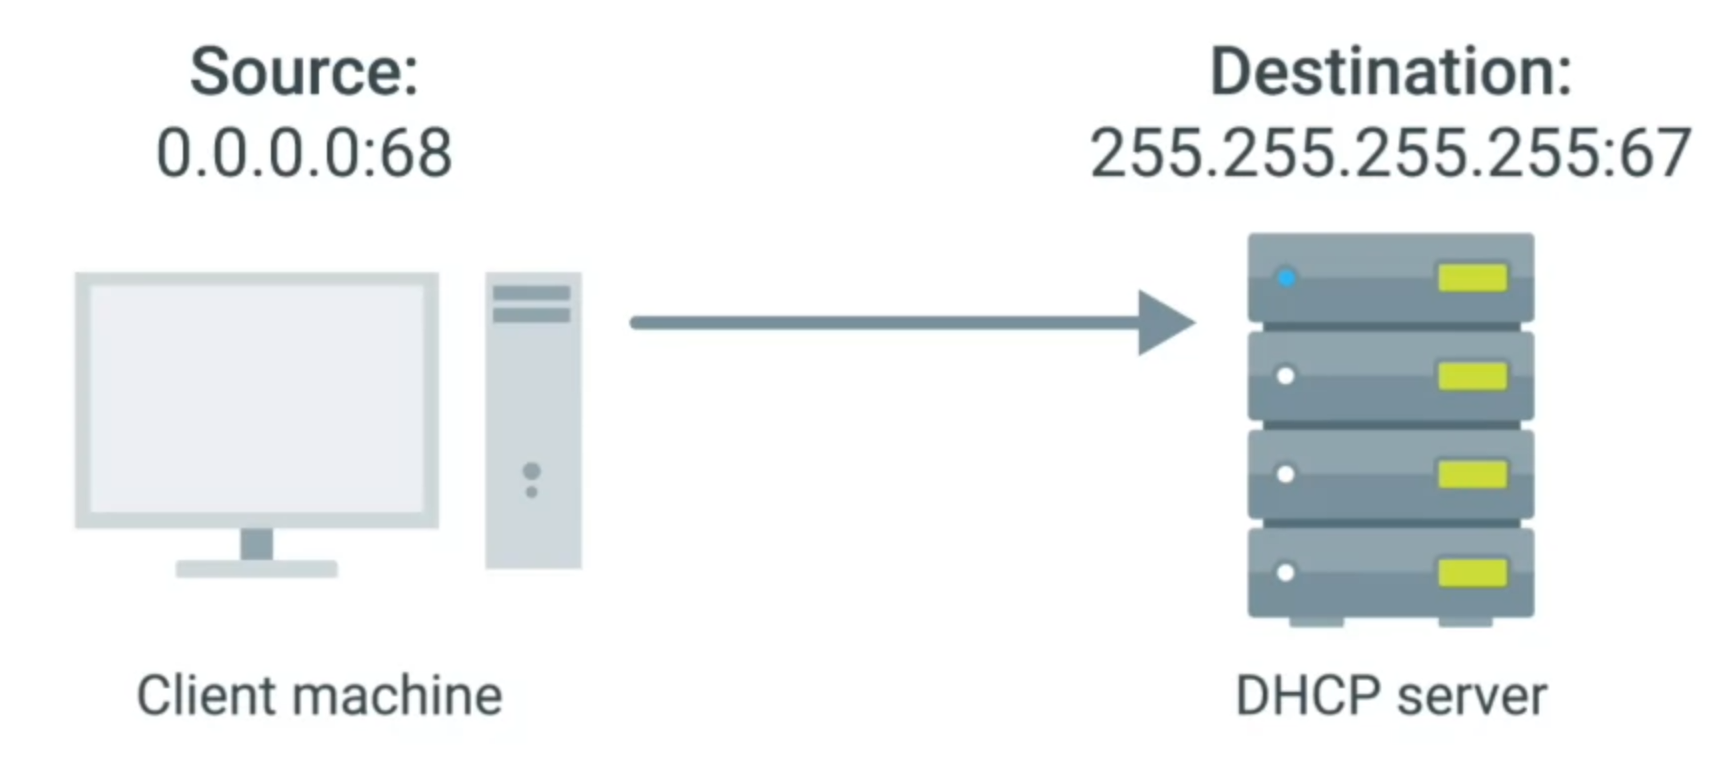 Source:
0.0.0.0:68
Destination:
255.255.255.255:67
Client machine
DHCP server